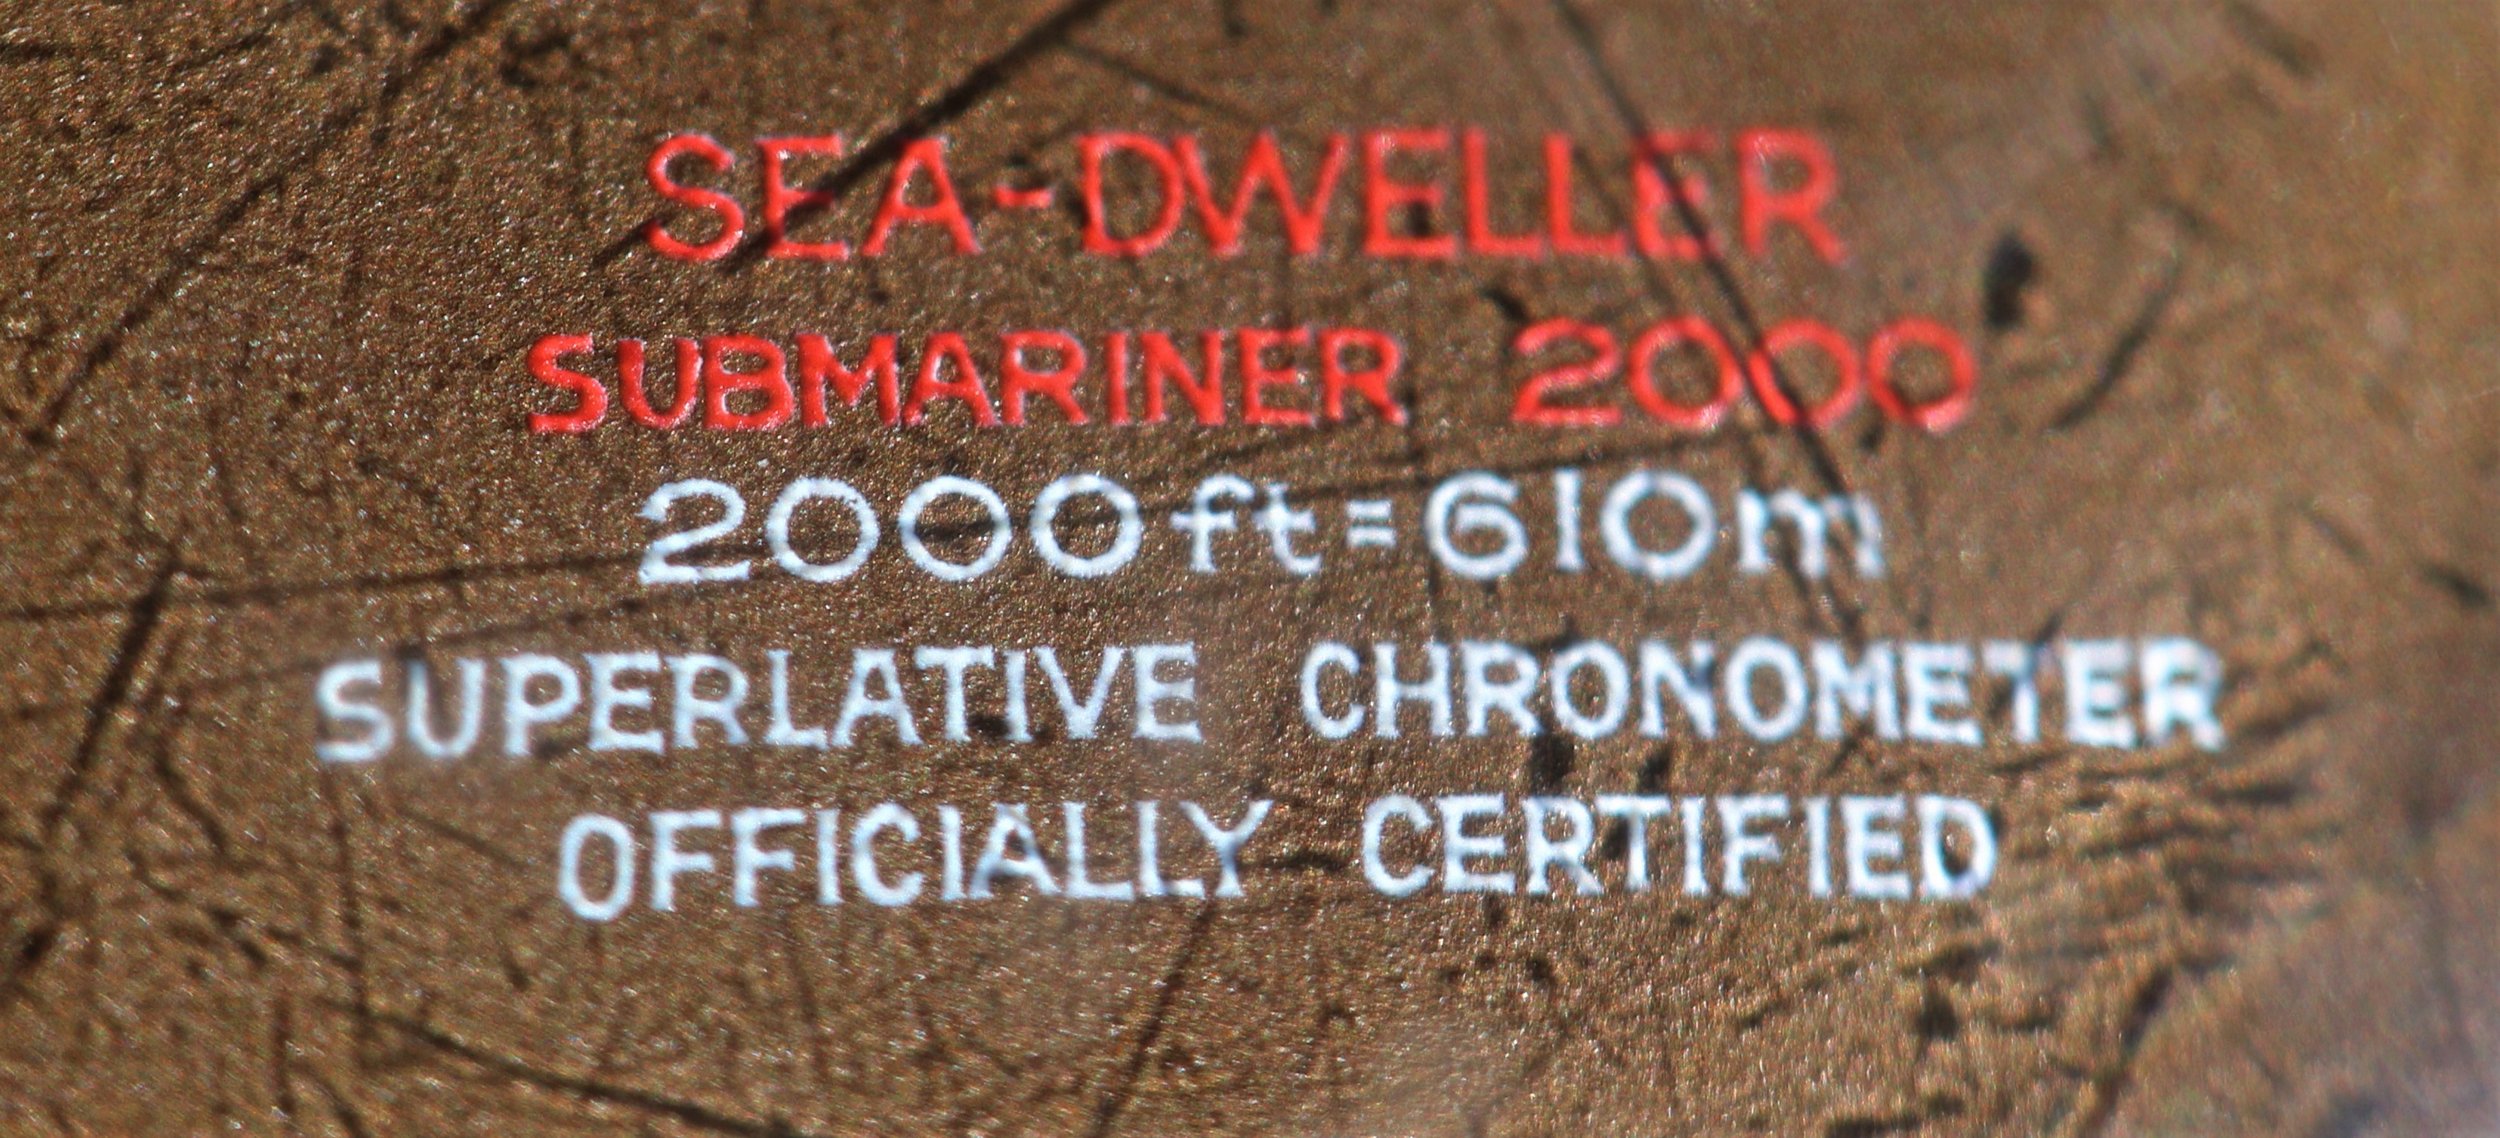 SEA-DWELLER
SUBMARINER 2000
2000ft=610m
SUPERLATIVE CHRONOMETER
OFFICIALLY CERTIFIED